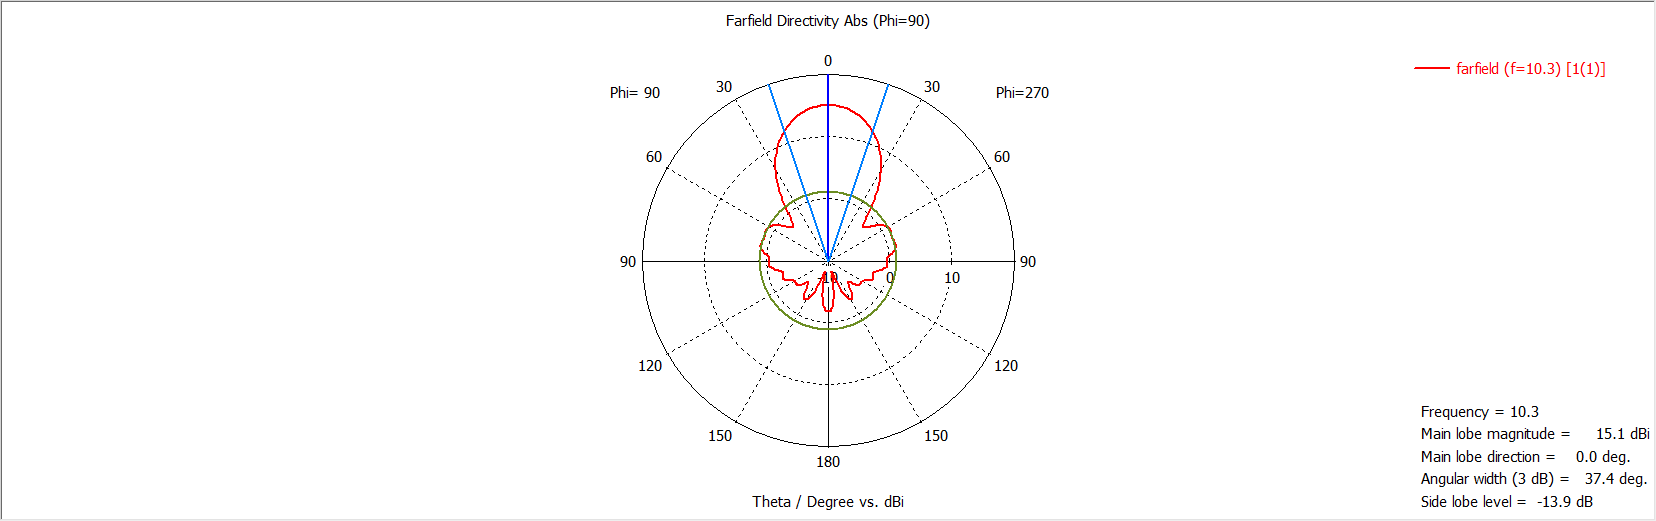 Farfield Directivity Abs (Phi=90)
farfield (f=10.3) [1(1)]
0
30
30
Phi= 90
Phi=270
60
60
90
90
-10
0
10
120
120
150
150
180
Frequency = 10.3
Main lobe magnitude = 15.1 dBi
Main lobe direction = 0.0 deg.
Angular width (3 dB) = 37.4 deg.
Side lobe level = -13.9 dB
Theta / Degree vs. dBi